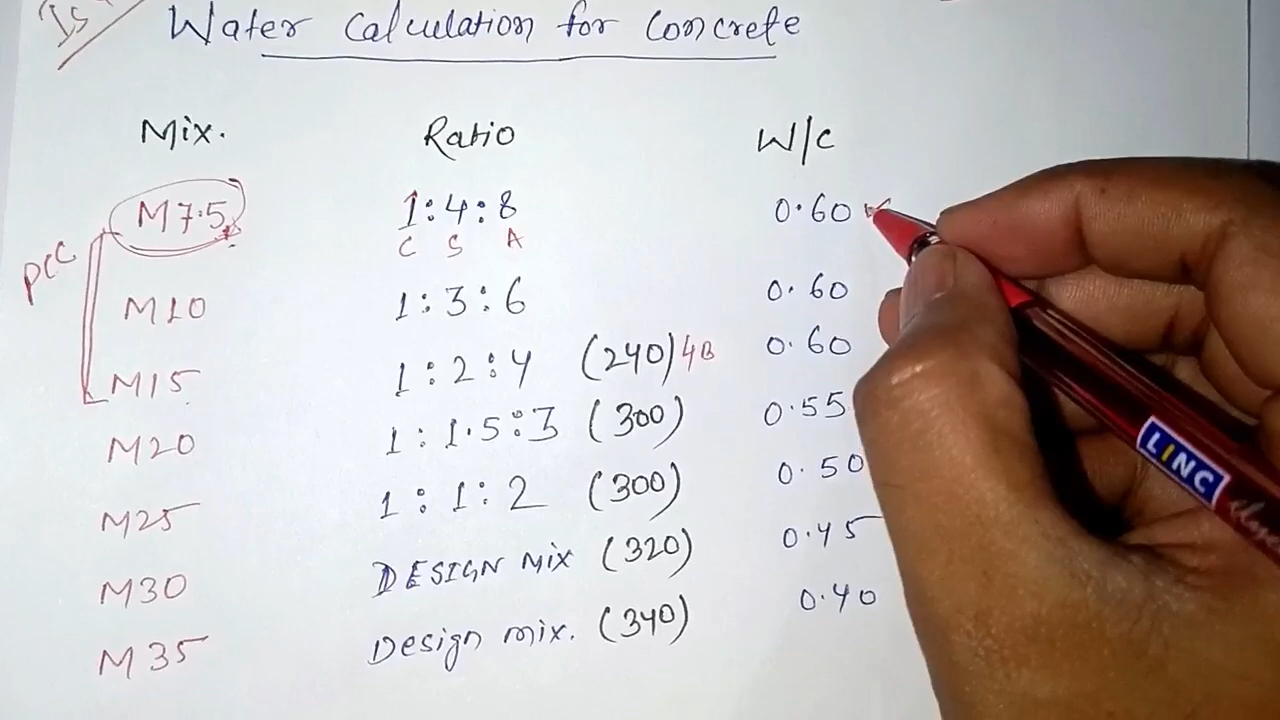 Water Calculation for Concrete
Mix. Ratio W/C
M7.5 1:4:8 0.60
C S A
PCC
M10 1:3:6 0.60
M15 1:2:4 (240) 4B 0.60
M20 1:1.5:3 (300) 0.55
M25 1:1:2 (300) 0.50
M30 DESIGN MIX (320) 0.45
M35 Design mix. (340) 0.40
LINC